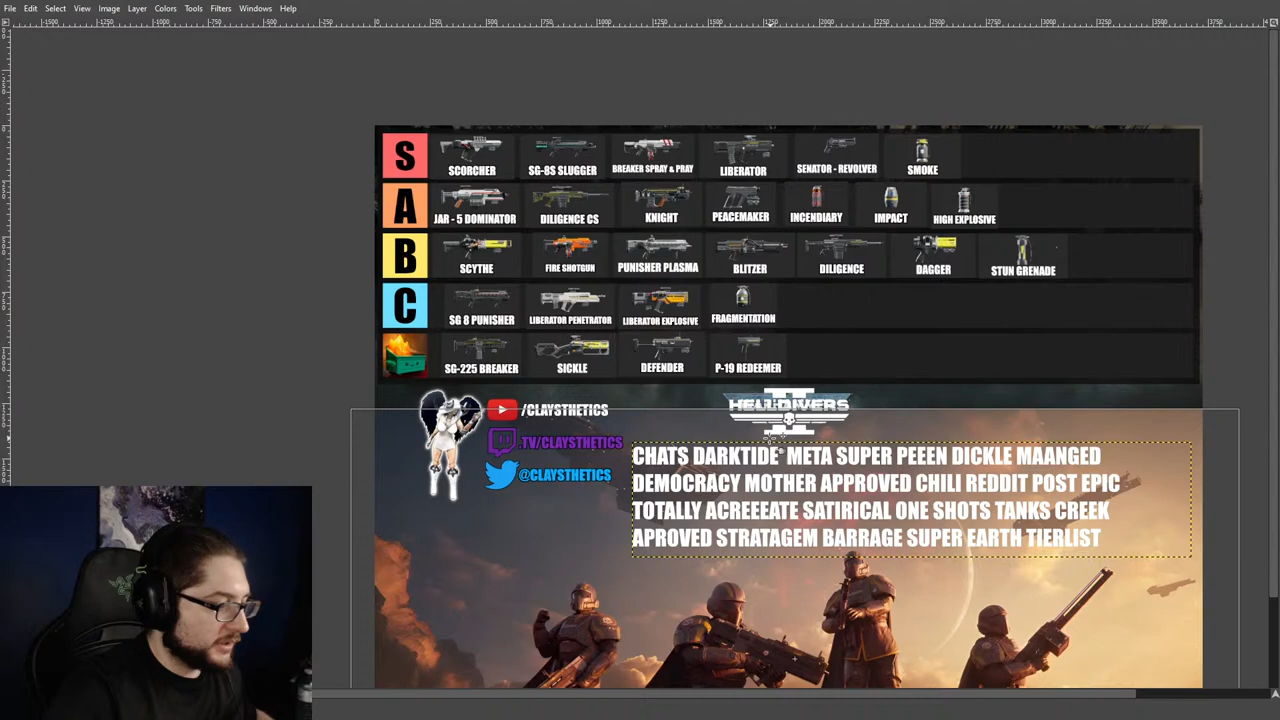 File Edit Select View Image Layer Colors Tools Filters Windows Help
S SCORCHER SG-8S SLUGGER BREAKER SPRAY & PRAY LIBERATOR SENATOR - REVOLVER SMOKE
A JAR - 5 DOMINATOR DILIGENCE CS KNIGHT PEACEMAKER INCENDIARY IMPACT HIGH EXPLOSIVE
B SCYTHE FIRE SHOTGUN PUNISHER PLASMA BLITZER DILIGENCE DAGGER STUN GRENADE
C SG 8 PUNISHER LIBERATOR PENETRATOR LIBERATOR EXPLOSIVE FRAGMENTATION
SG-225 BREAKER SICKLE DEFENDER P-19 REDEEMER
/CLAYSTHETICS
.TV/CLAYSTHETICS
@CLAYSTHETICS
HELLDIVERS
II
CHATS DARKTIDE META SUPER PEEEN DICKLE MAANGED
DEMOCRACY MOTHER APPROVED CHILI REDDIT POST EPIC
TOTALLY ACREEEATE SATIRICAL ONE SHOTS TANKS CREEK
APROVED STRATAGEM BARRAGE SUPER EARTH TIERLIST